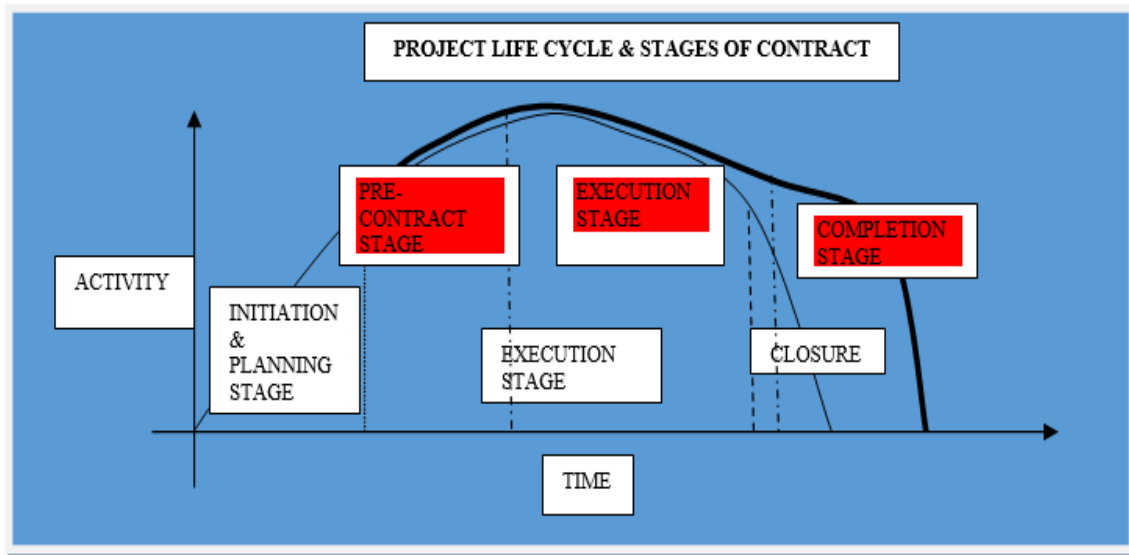 PROJECT LIFE CYCLE & STAGES OF CONTRACT
PRE-
CONTRACT
STAGE
EXECUTION
STAGE
COMPLETION
STAGE
ACTIVITY
INITIATION
&
PLANNING
STAGE
EXECUTION
STAGE
CLOSURE
TIME